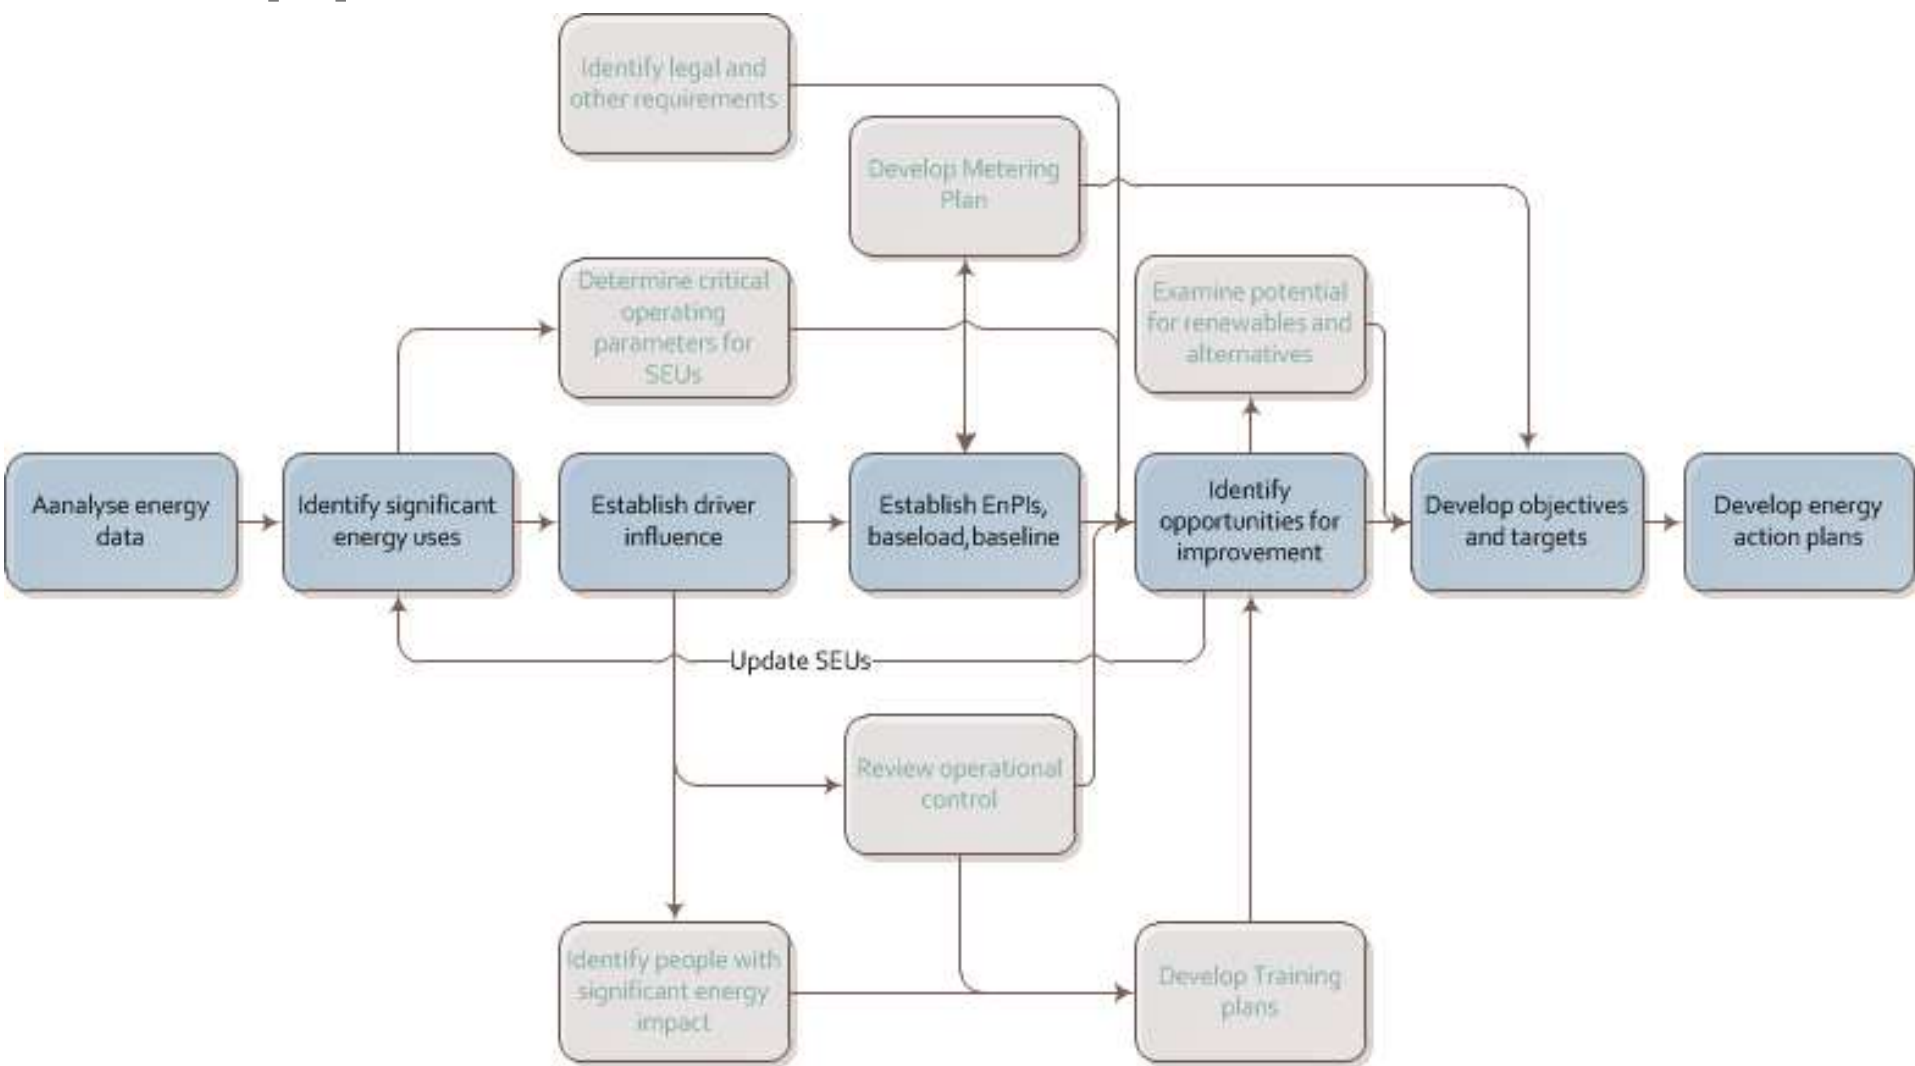 Identify legal and
other requirements
Develop Metering
Plan
Determine critical
operating
parameters for
SEUs
Examine potential
for renewables and
alternatives
Aanalyse energy
data
Identify significant
energy uses
Establish driver
influence
Establish EnPIs,
baseload, baseline
Identify
opportunities for
improvement
Develop objectives
and targets
Develop energy
action plans
Update SEUs
Review operational
control
Identify people with
significant energy
impact
Develop Training
plans